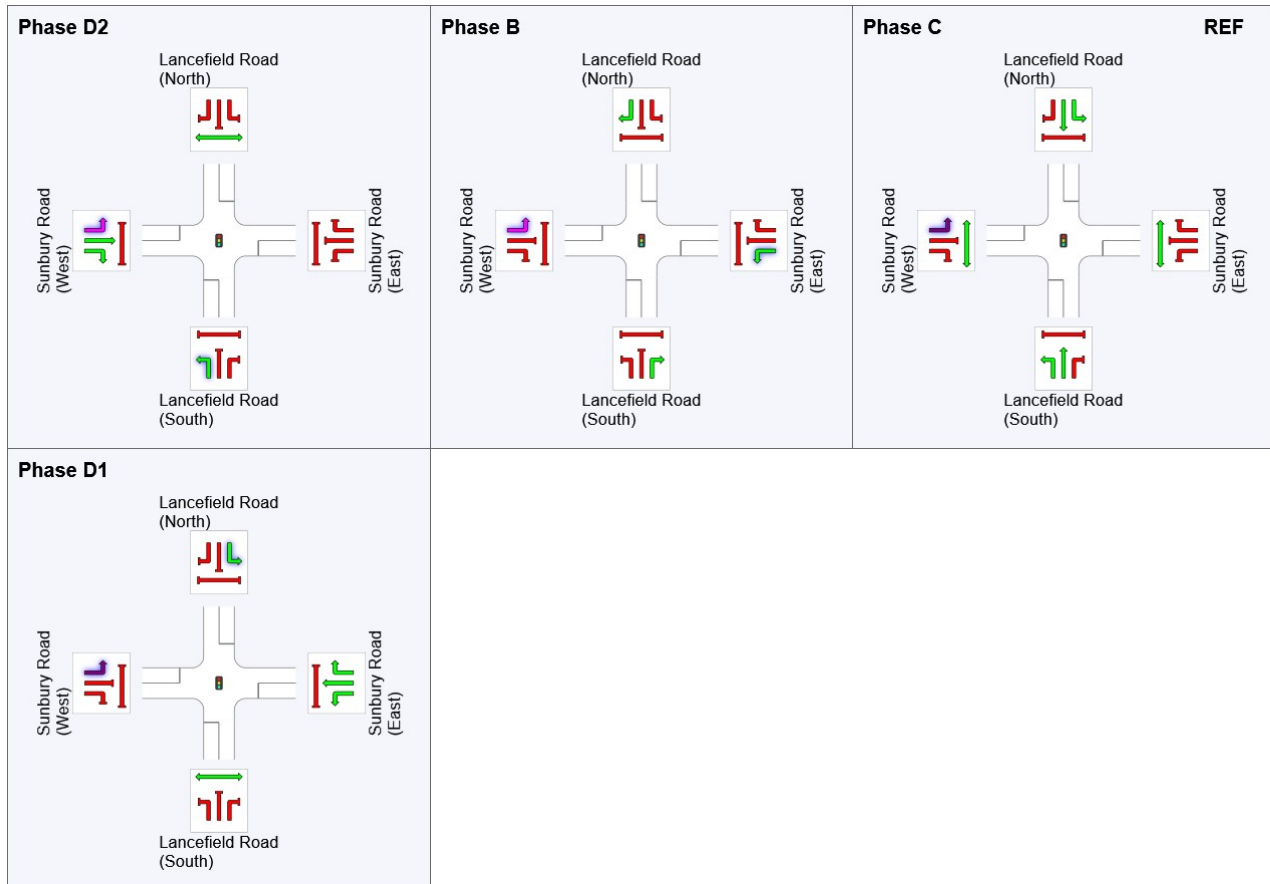 Phase D2
Lancefield Road
(North)
Sunbury Road
(West)
Sunbury Road
(East)
Lancefield Road
(South)
Phase B
Lancefield Road
(North)
Sunbury Road
(West)
Sunbury Road
(East)
Lancefield Road
(South)
Phase C
REF
Lancefield Road
(North)
Sunbury Road
(West)
Sunbury Road
(East)
Lancefield Road
(South)
Phase D1
Lancefield Road
(North)
Sunbury Road
(West)
Sunbury Road
(East)
Lancefield Road
(South)